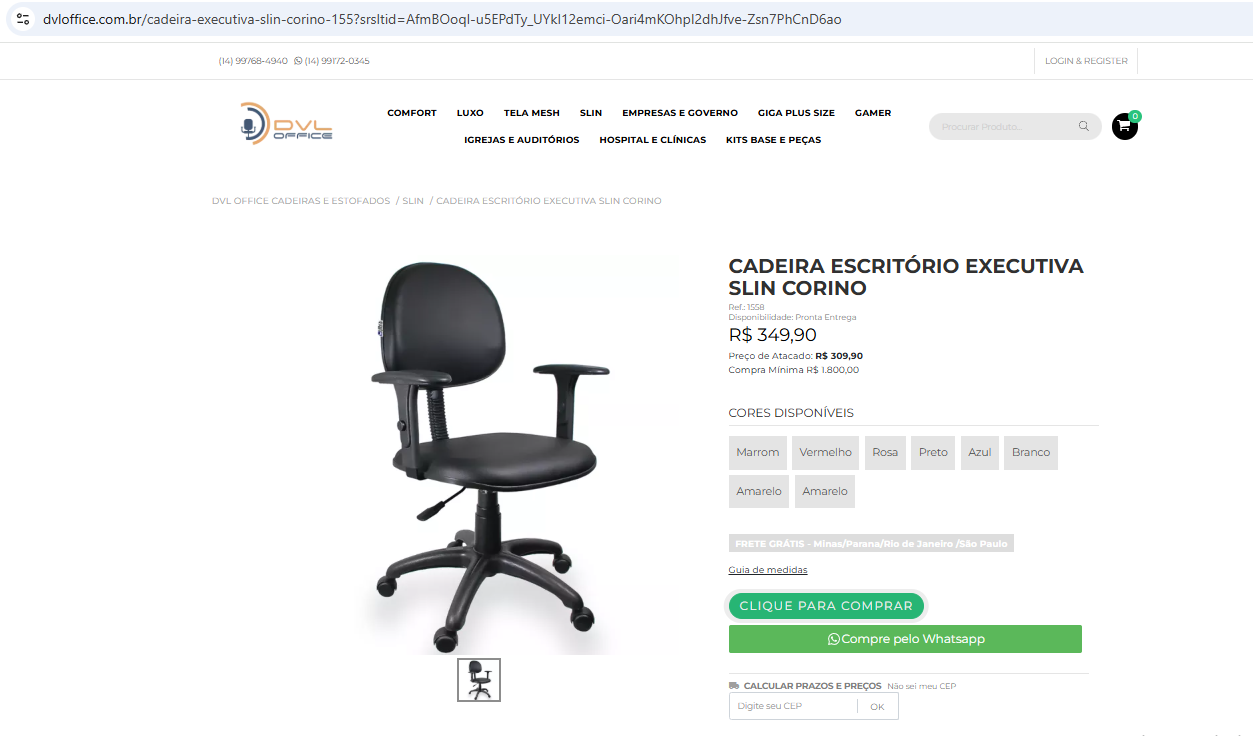 dvloffice.com.br/cadeira-executiva-slin-corino-155?srsltid=AfmBOoqI-u5EPdTy_UYkI12emci-Oari4mKOhpI2dhJfve-Zsn7PhCnD6ao
(14) 99768-4940 (14) 99172-0345
LOGIN & REGISTER
DVL
OFFICE
COMFORT LUXO TELA MESH SLIN EMPRESAS E GOVERNO GIGA PLUS SIZE GAMER
IGREJAS E AUDITÓRIOS HOSPITAL E CLÍNICAS KITS BASE E PEÇAS
Procurar Produto...
0
DVL OFFICE CADEIRAS E ESTOFADOS / SLIN / CADEIRA ESCRITÓRIO EXECUTIVA SLIN CORINO
CADEIRA ESCRITÓRIO EXECUTIVA
SLIN CORINO
Ref.: 1558
Disponibilidade: Pronta Entrega
R$ 349,90
Preço de Atacado: R$ 309,90
Compra Mínima R$ 1.800,00
CORES DISPONÍVEIS
Marrom Vermelho Rosa Preto Azul Branco
Amarelo Amarelo
FRETE GRÁTIS - Minas/Parana/Rio de Janeiro /São Paulo
Guia de medidas
CLIQUE PARA COMPRAR
Compre pelo Whatsapp
CALCULAR PRAZOS E PREÇOS Não sei meu CEP
Digite seu CEP OK